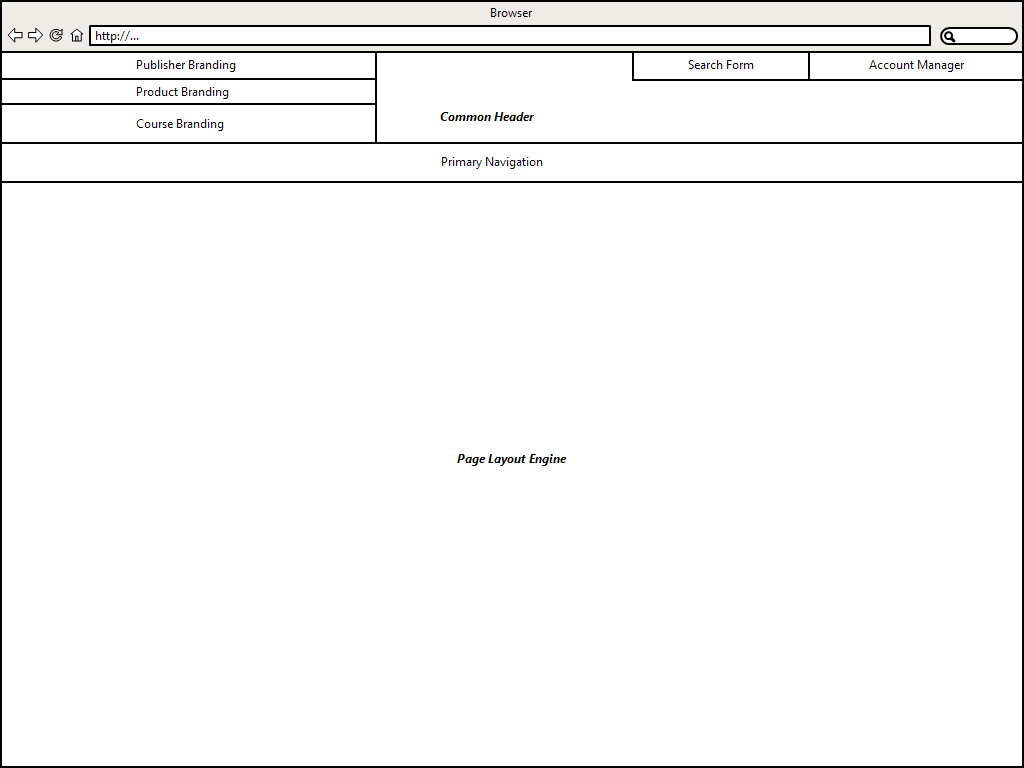 Browser
http://...
Publisher Branding
Search Form
Account Manager
Product Branding
Common Header
Course Branding
Primary Navigation
Page Layout Engine